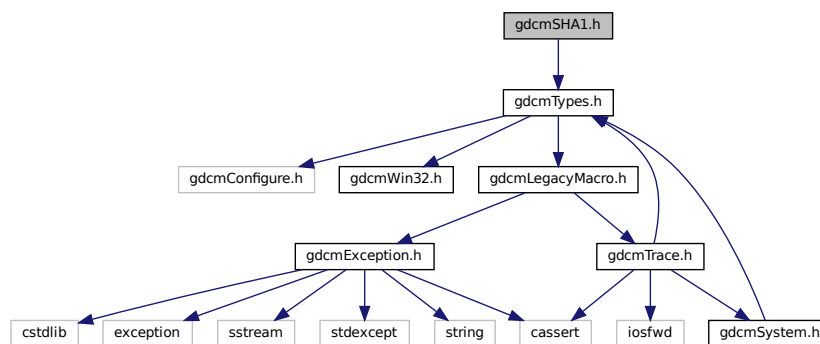 gdcmSHA1.h
gdcmTypes.h
gdcmConfigure.h
gdcmWin32.h
gdcmLegacyMacro.h
gdcmException.h
gdcmTrace.h
cstdlib
exception
sstream
stdexcept
string
cassert
iosfwd
gdcmSystem.h